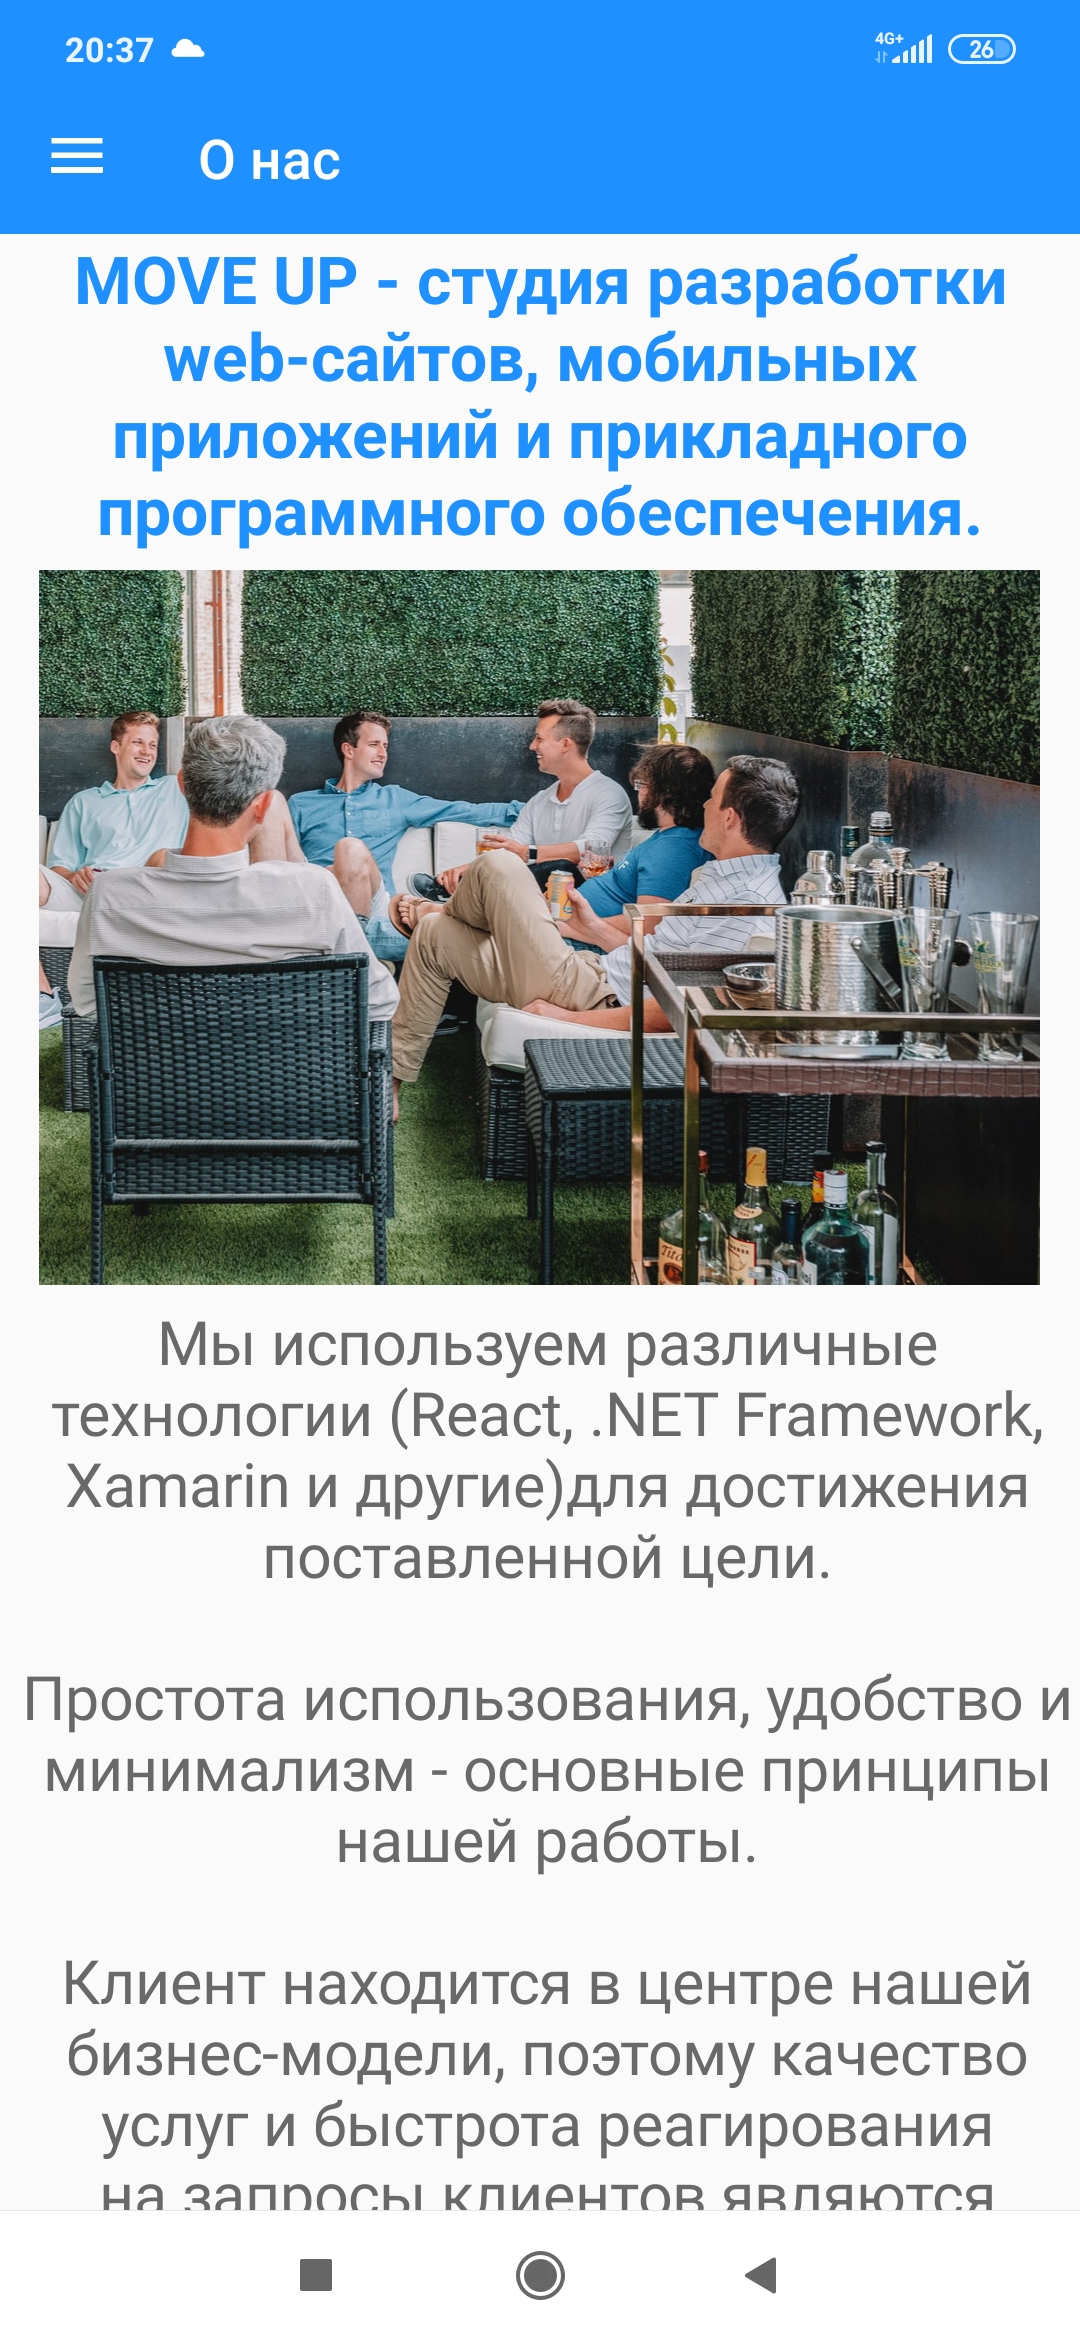 20:37
4G+
26
О нас
MOVE UP - студия разработки
web-сайтов, мобильных
приложений и прикладного
программного обеспечения.
Tito's
Мы используем различные
технологии (React, .NET Framework,
Xamarin и другие)для достижения
поставленной цели.
Простота использования, удобство и
минимализм - основные принципы
нашей работы.
Клиент находится в центре нашей
бизнес-модели, поэтому качество
услуг и быстрота реагирования
на запросы клиентов являются